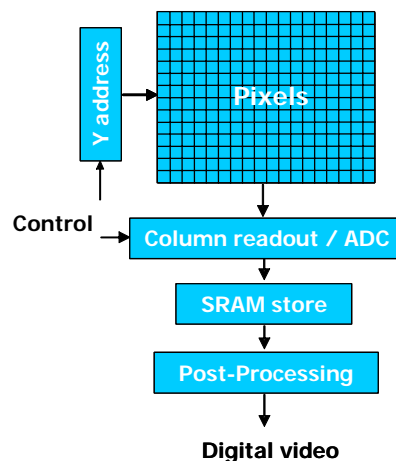 Y address
Pixels
Control
Column readout / ADC
SRAM store
Post-Processing
Digital video